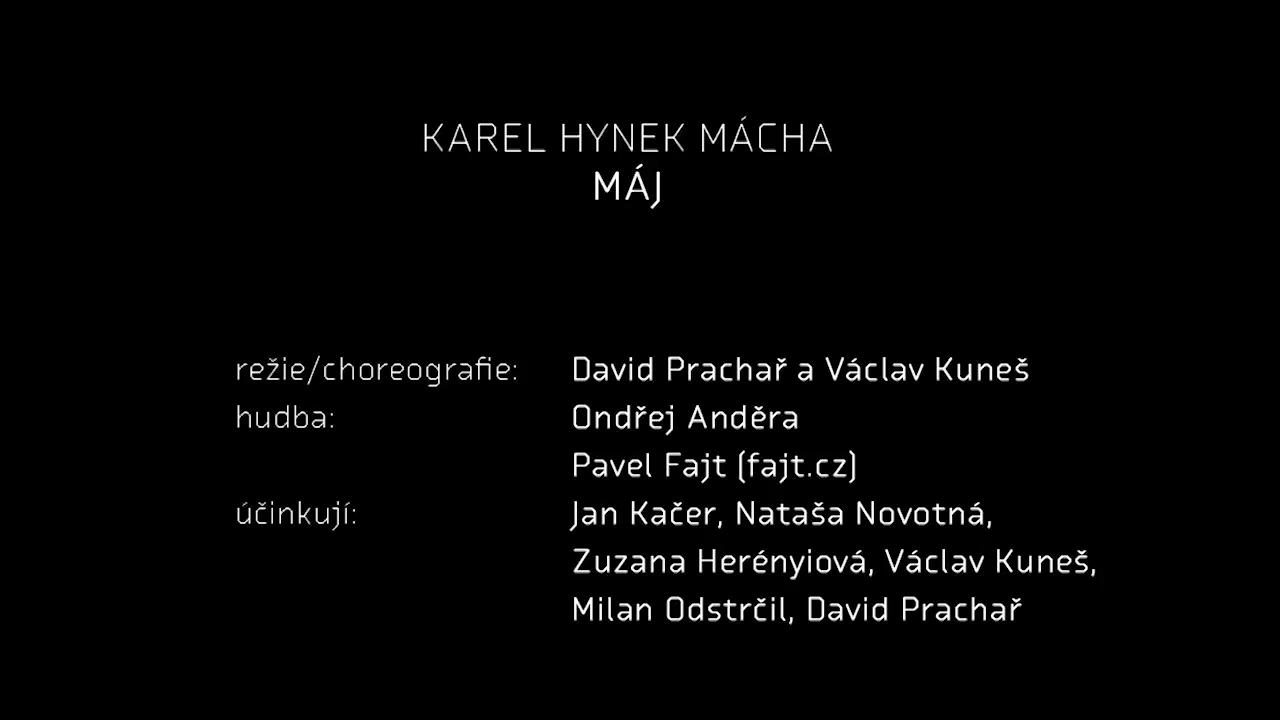 KAREL HYNEK MÁCHA
MÁJ
režie/choreografie: David Prachař a Václav Kuneš
hudba: Ondřej Anděra
Pavel Fajt (fajt.cz)
účinkují: Jan Kačer, Nataša Novotná,
Zuzana Herényiová, Václav Kuneš,
Milan Odstrčil, David Prachař